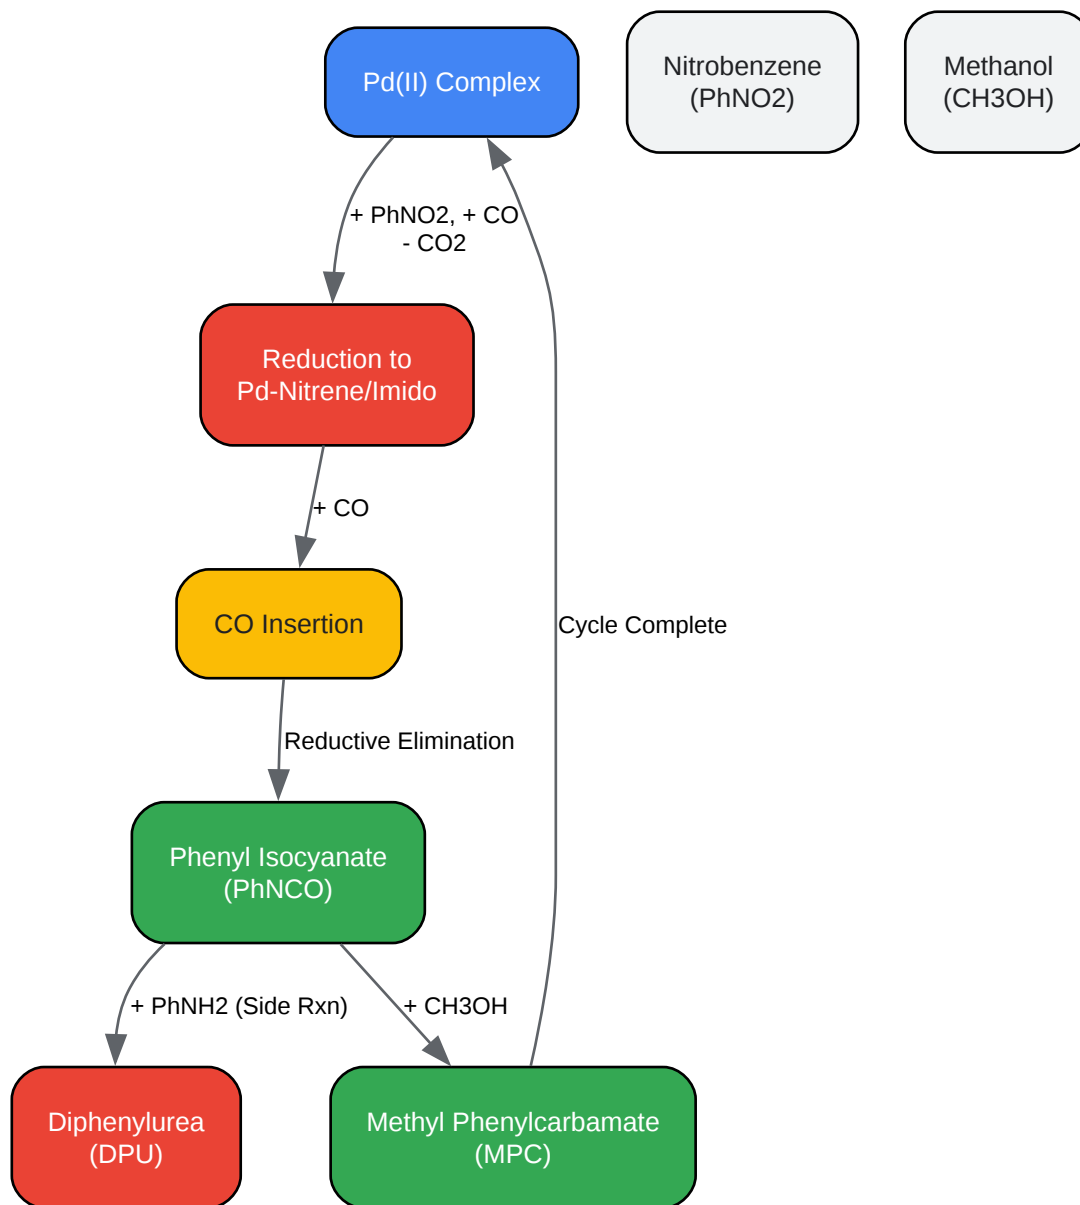 Pd(II) Complex
Nitrobenzene
(PhNO2)
Methanol
(CH3OH)
+ PhNO2, + CO
- CO2
Reduction to
Pd-Nitrene/Imido
+ CO
CO Insertion
Cycle Complete
Reductive Elimination
Phenyl Isocyanate
(PhNCO)
+ PhNH2 (Side Rxn)
+ CH3OH
Diphenylurea
(DPU)
Methyl Phenylcarbamate
(MPC)